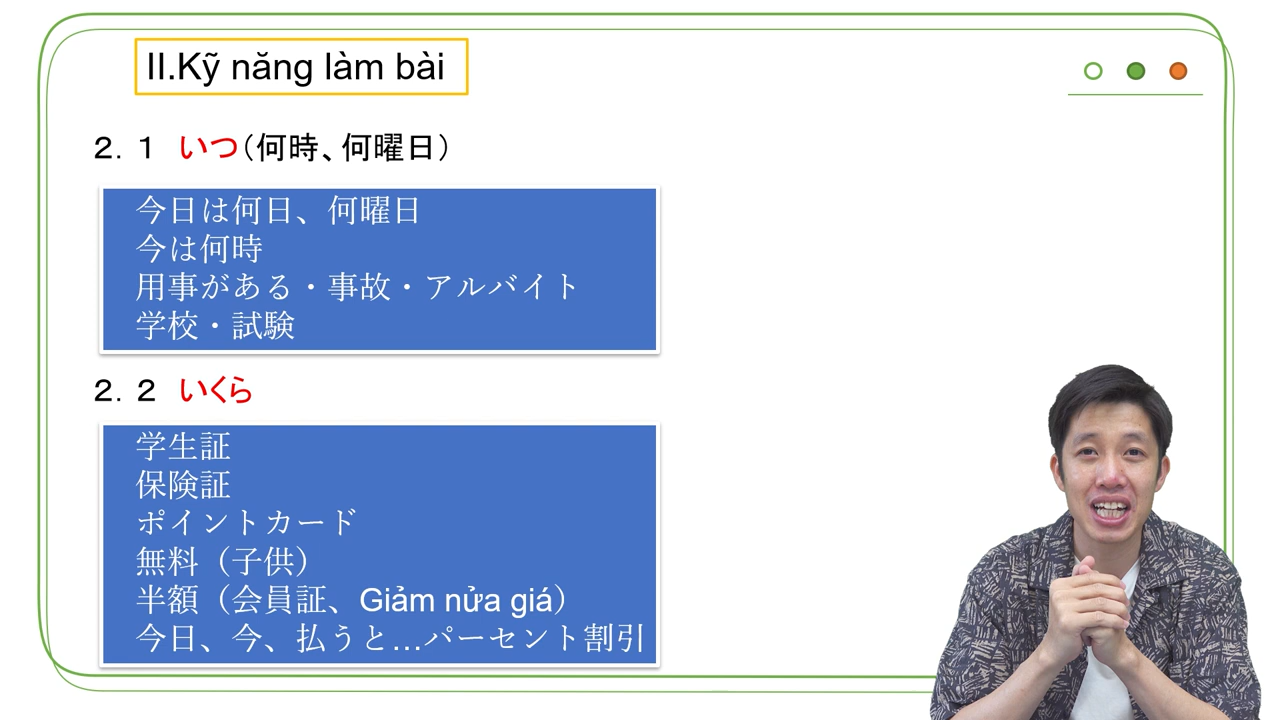 II.Kỹ năng làm bài
２．１　いつ（何時、何曜日）
今日は何日、何曜日
今は何時
用事がある・事故・アルバイト
学校・試験
２．２　いくら
学生証
保険証
ポイントカード
無料（子供）
半額（会員証、Giảm nửa giá）
今日、今、払うと…パーセント割引